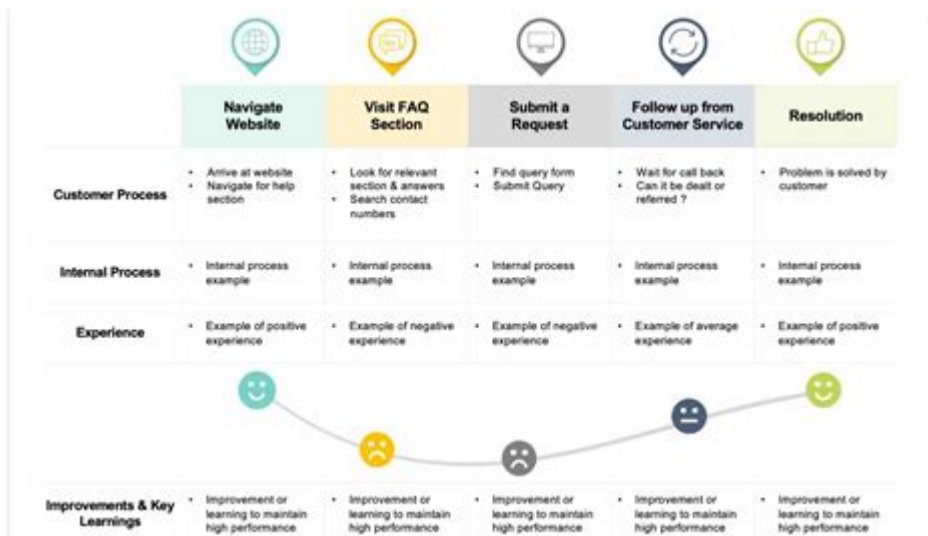 Navigate
Website
Visit FAQ
Section
Submit a
Request
Follow up from
Customer Service
Resolution
Customer Process
• Arrive at website
• Navigate for help
section
• Look for relevant
section & answers
• Search contact
numbers
• Find query form
• Submit Query
• Wait for call back
• Can it be dealt or
referred ?
• Problem is solved by
customer
Internal Process
• Internal process
example
• Internal process
example
• Internal process
example
• Internal process
example
• Internal process
example
Experience
• Example of positive
experience
• Example of negative
experience
• Example of negative
experience
• Example of average
experience
• Example of positive
experience
Improvements & Key
Learnings
• Improvement or
learning to maintain
high performance
• Improvement or
learning to maintain
high performance
• Improvement or
learning to maintain
high performance
• Improvement or
learning to maintain
high performance
• Improvement or
learning to maintain
high performance